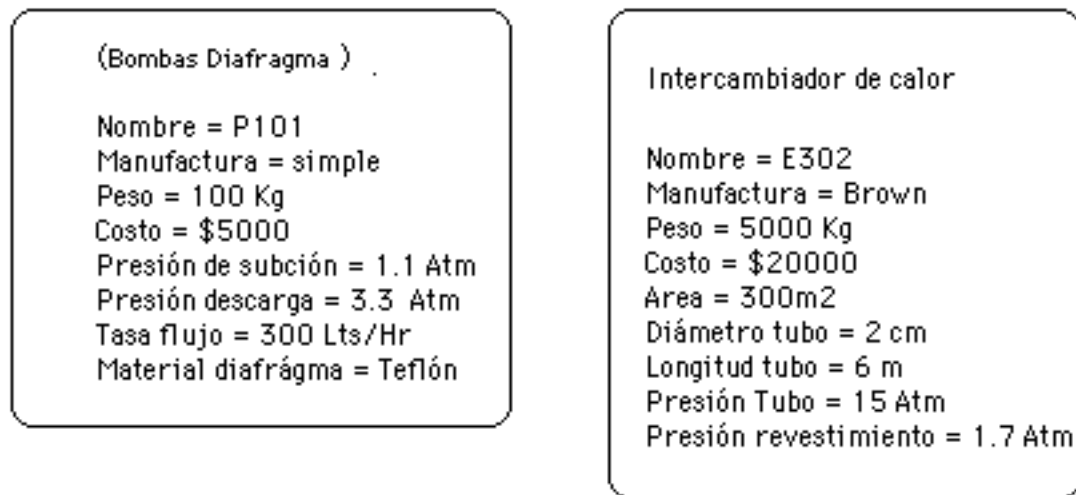 (Bombas Diafragma ) .
Nombre = P101
Manufactura = simple
Peso = 100 Kg
Costo = $5000
Presión de subción = 1.1 Atm
Presión descarga = 3.3 Atm
Tasa flujo = 300 Lts/Hr
Material diafrágma = Teflón
Intercambiador de calor
Nombre = E302
Manufactura = Brown
Peso = 5000 Kg
Costo = $20000
Area = 300m2
Diámetro tubo = 2 cm
Longitud tubo = 6 m
Presión Tubo = 15 Atm
Presión revestimiento = 1.7 Atm